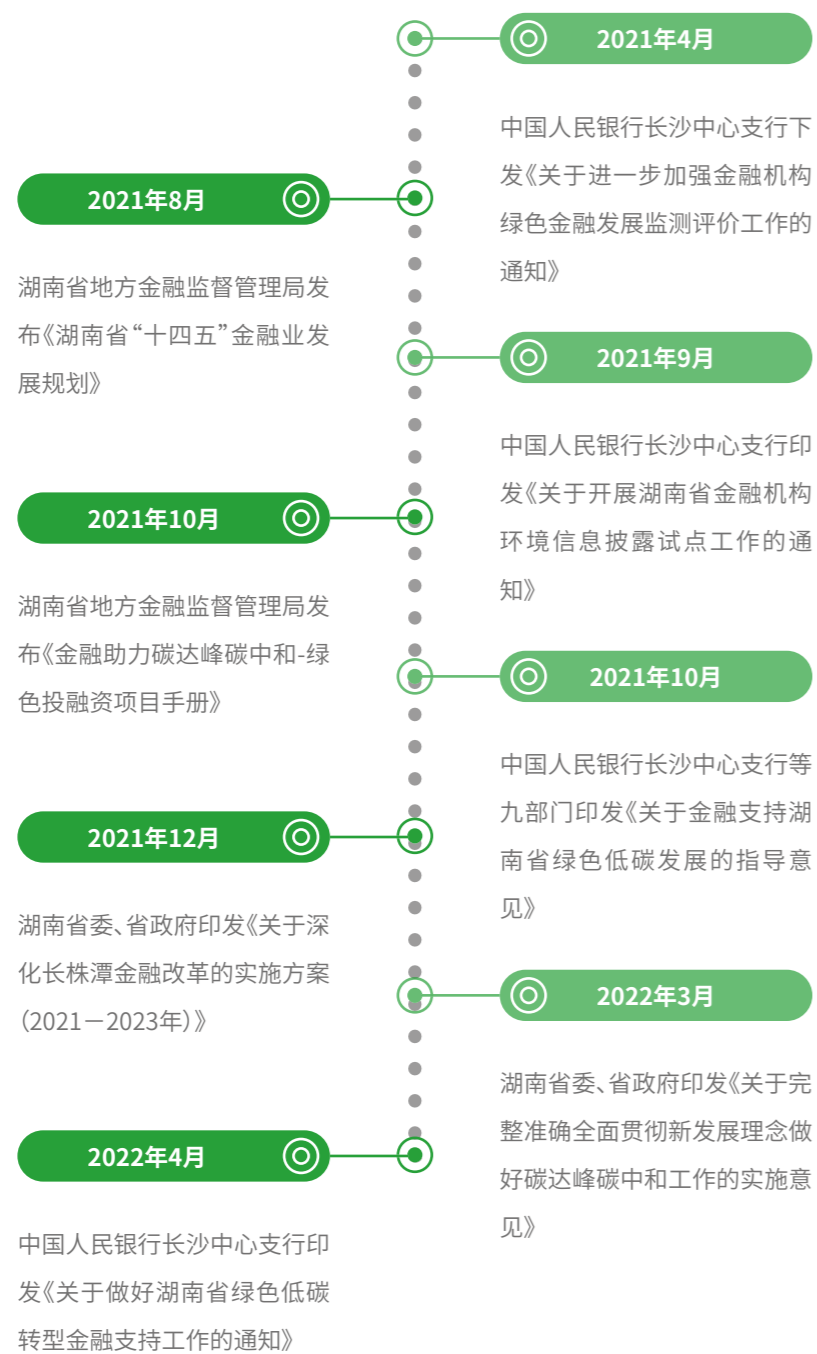 2021年4月
中国人民银行长沙中心支行下
发《关于进一步加强金融机构
绿色金融发展监测评价工作的
通知》
2021年8月
湖南省地方金融监督管理局发
布《湖南省“十四五”金融业发
展规划》
2021年9月
中国人民银行长沙中心支行印
发《关于开展湖南省金融机构
环境信息披露试点工作的通
知》
2021年10月
湖南省地方金融监督管理局发
布《金融助力碳达峰碳中和-绿
色投融资项目手册》
2021年10月
中国人民银行长沙中心支行等
九部门印发《关于金融支持湖
南省绿色低碳发展的指导意
见》
2021年12月
湖南省委、省政府印发《关于深
化长株潭金融改革的实施方案
（2021－2023年）》
2022年3月
湖南省委、省政府印发《关于完
整准确全面贯彻新发展理念做
好碳达峰碳中和工作的实施意
见》
2022年4月
中国人民银行长沙中心支行印
发《关于做好湖南省绿色低碳
转型金融支持工作的通知》